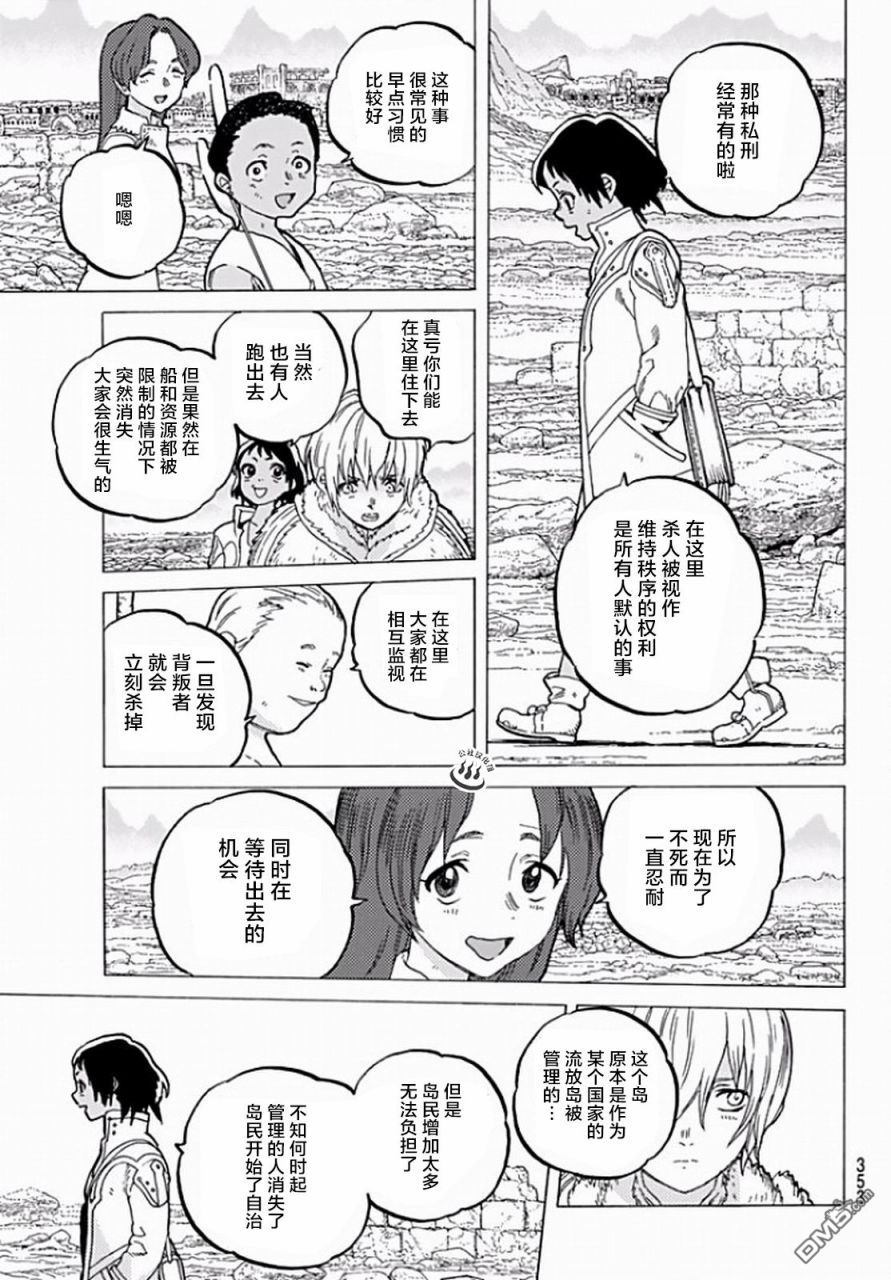 那种私刑
经常有的啦
在这里
杀人被视作
维持秩序的权利
是所有人默认的事
这种事
很常见的
早点习惯
比较好
嗯嗯
真亏你们能
在这里住下去
当然
也有人
跑出去
但是果然在
船和资源都被
限制的情况下
突然消失
大家会很生气的
在这里
大家都在
相互监视
一旦发现
背叛者
就会
立刻杀掉
公社汉化组
所以
现在为了
不死而
一直忍耐
同时在
等待出去的
机会
这个岛
原本是作为
某个国家的
流放岛被
管理的…
但是
岛民增加太多
无法负担了
不知何时起
管理的人消失了
岛民开始了自治